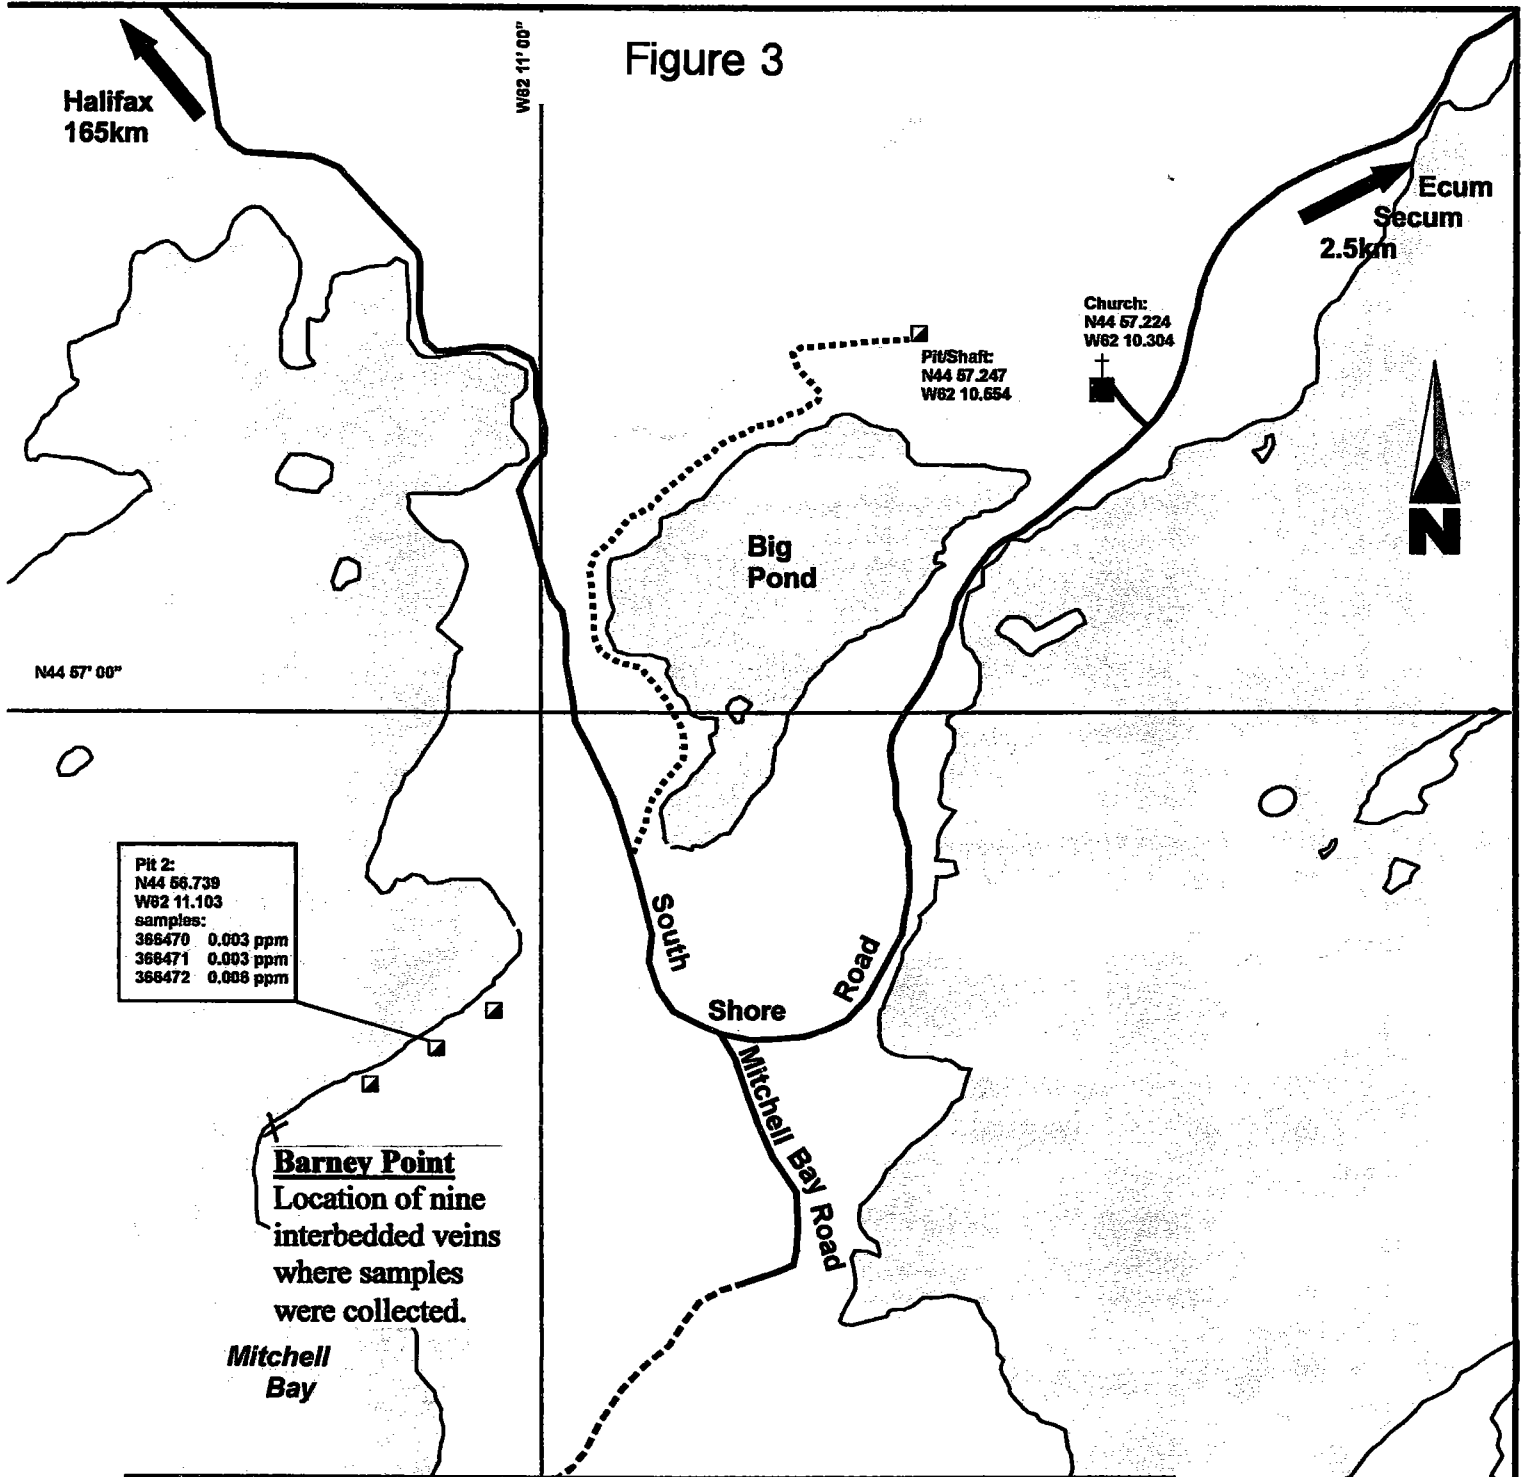 Figure 3
W62 11' 00"
Halifax
165km
Ecum
Secum
2.5km
Church:
N44 57.224
W62 10.304
Pit/Shaft:
N44 57.247
W62 10.554
N
Big
Pond
N44 57' 00"
Pit 2:
N44 56.739
W62 11.103
samples:
366470 0.003 ppm
366471 0.003 ppm
366472 0.006 ppm
South
Shore
Road
Mitchell Bay Road
Barney Point
Location of nine
interbedded veins
where samples
were collected.
Mitchell
Bay